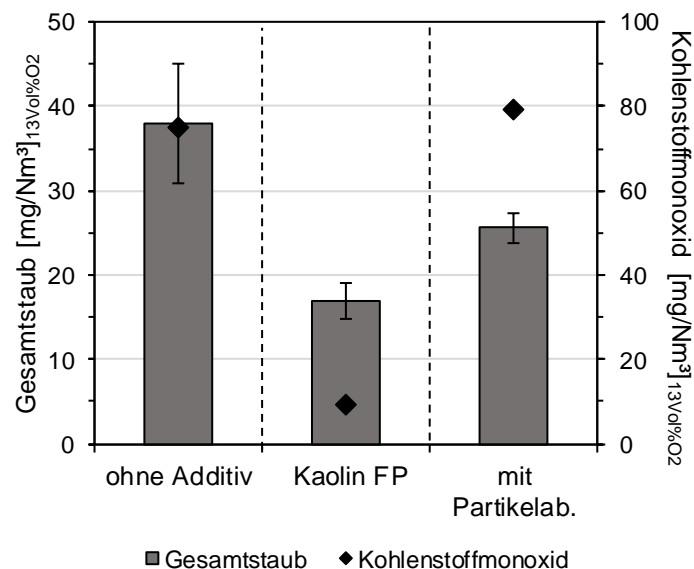 Gesamtstaub [mg/Nm³]13Vol%O2
50
40
30
20
10
0
100
80
60
40
20
0
Kohlenstoffmonoxid [mg/Nm³]13Vol%O2
ohne Additiv
Kaolin FP
mit
Partikelab.
Gesamtstaub
Kohlenstoffmonoxid